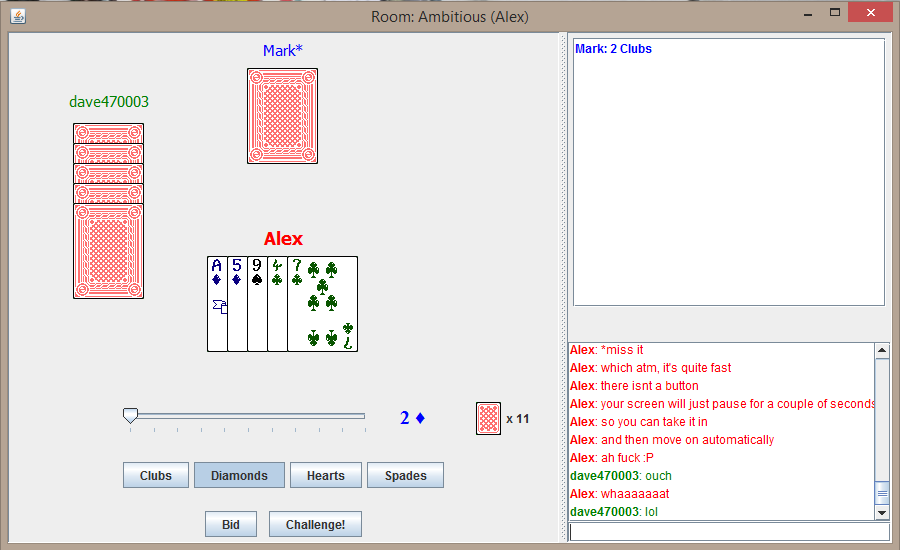 Room: Ambitious (Alex)
Mark*
dave470003
Alex
A 5 9 4 7
7
2 ♦
x 11
Clubs Diamonds Hearts Spades
Bid Challenge!
Mark: 2 Clubs
Alex: *miss it
Alex: which atm, it's quite fast
Alex: there isnt a button
Alex: your screen will just pause for a couple of seconds
Alex: so you can take it in
Alex: and then move on automatically
Alex: ah fuck :P
dave470003: ouch
Alex: whaaaaaaat
dave470003: lol